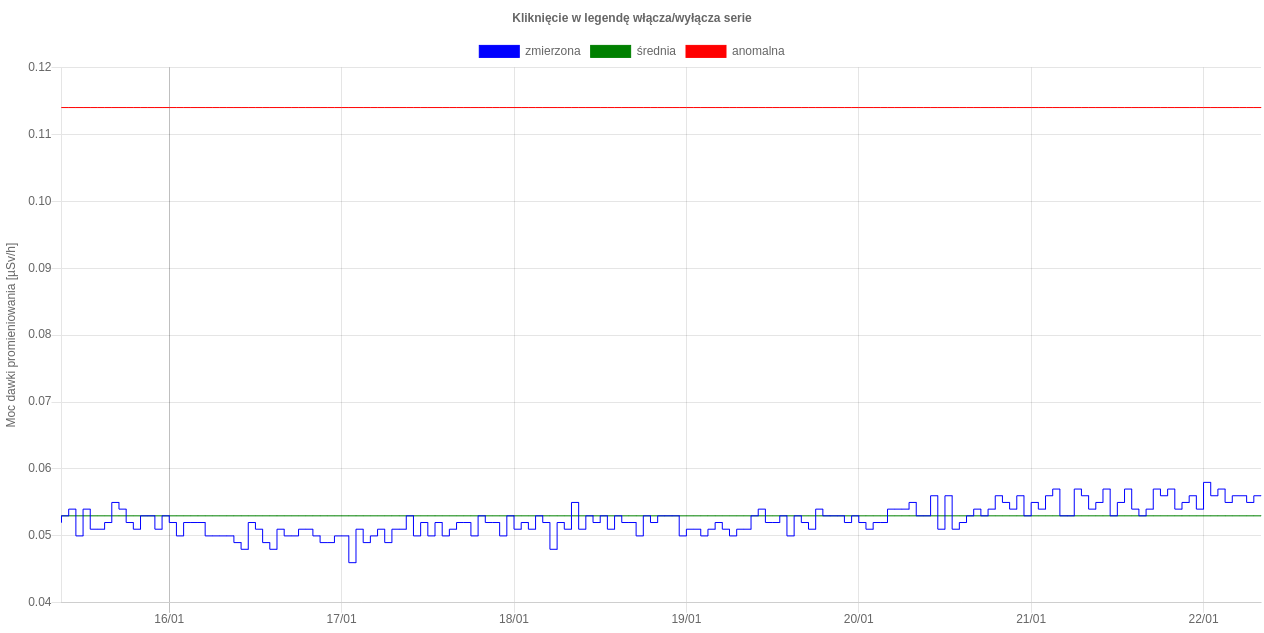 Kliknięcie w legendę włącza/wyłącza serie
zmierzona średnia anomalna
0.12
0.11
0.10
0.09
0.08
0.07
0.06
0.05
0.04
Moc dawki promieniowania [µSv/h]
16/01 17/01 18/01 19/01 20/01 21/01 22/01